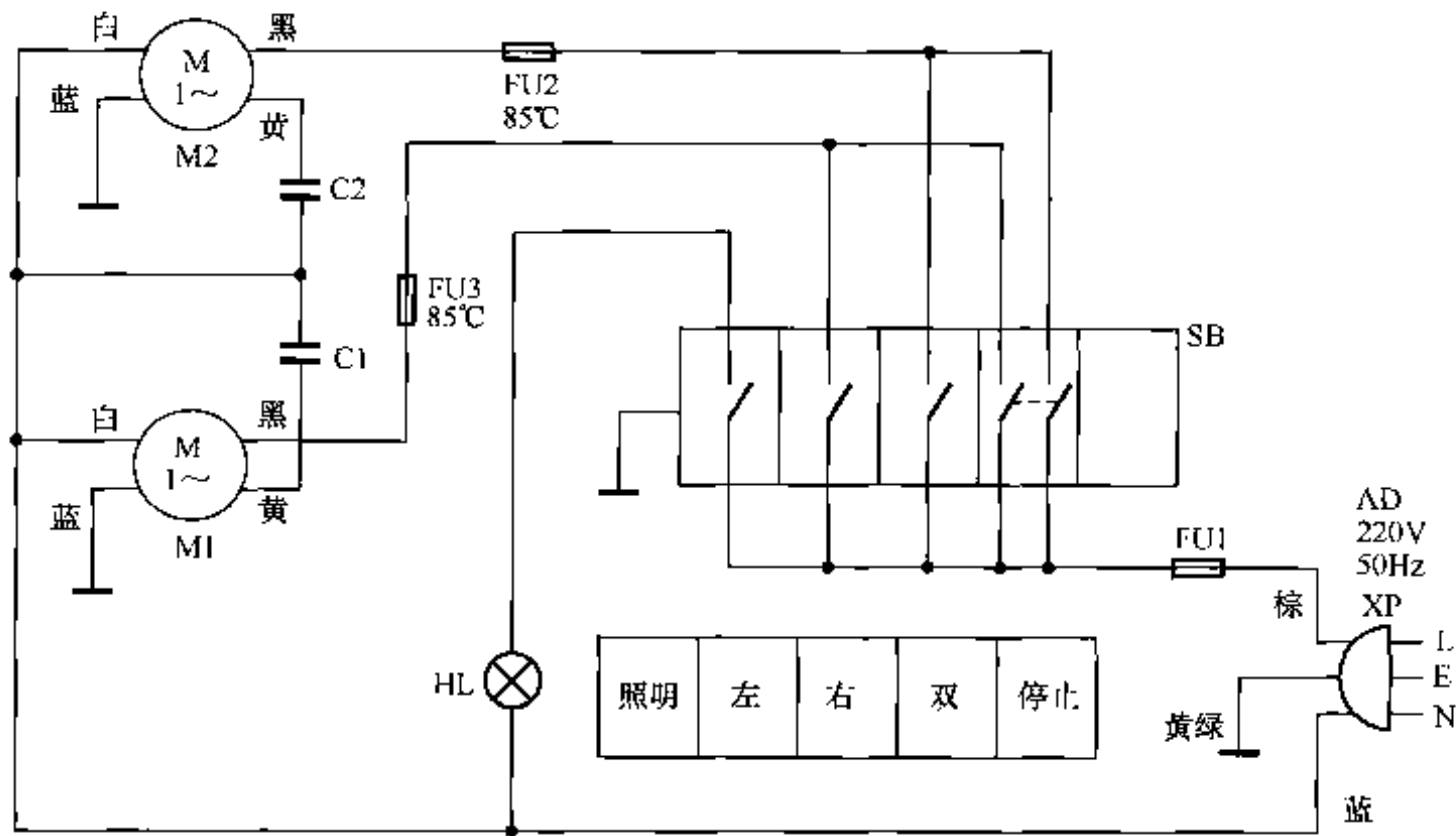 白
黑
M
1~
蓝
黄
M2
FU2
85℃
C2
FU3
85℃
C1
SB
白
黑
M
1~
蓝
黄
M1
AD
220V
50Hz
FU1
棕
XP
L
E
N
HL
照明
左
右
双
停止
黄绿
蓝